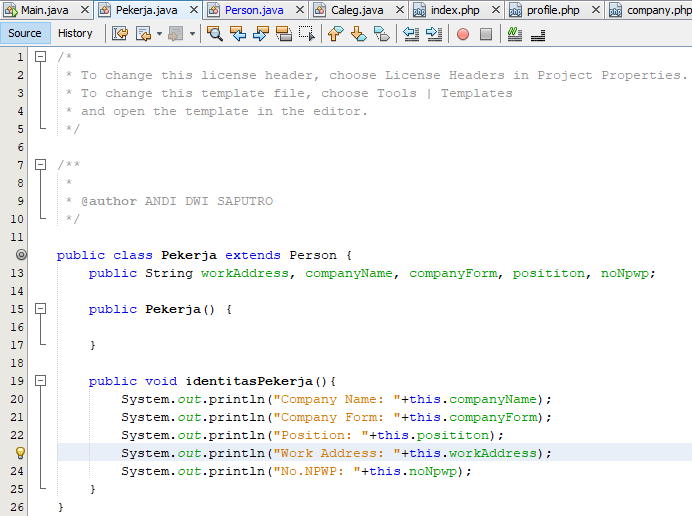 Main.java Pekerja.java Person.java Caleg.java index.php profile.php company.php
Source History
1 /*
2 * To change this license header, choose License Headers in Project Properties.
3 * To change this template file, choose Tools | Templates
4 * and open the template in the editor.
5 */
6
7 /**
8 *
9 * @author ANDI DWI SAPUTRO
10 */
11
public class Pekerja extends Person {
13 public String workAddress, companyName, companyForm, posititon, noNpwp;
14
15 public Pekerja() {
16
17 }
18
19 public void identitasPekerja(){
20 System.out.println("Company Name: "+this.companyName);
21 System.out.println("Company Form: "+this.companyForm);
22 System.out.println("Position: "+this.posititon);
System.out.println("Work Address: "+this.workAddress);
24 System.out.println("No.NPWP: "+this.noNpwp);
25 }
26 }